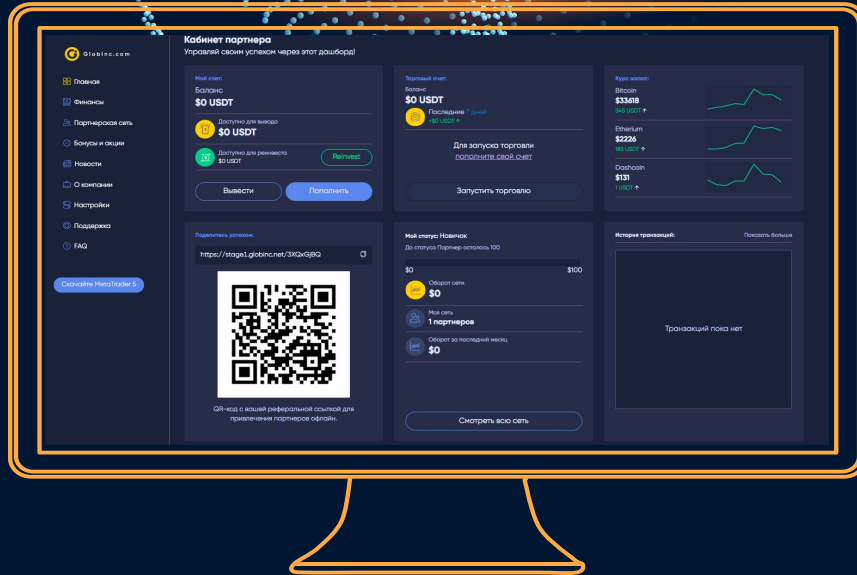 Кабинет партнера
Управляй своим успехом через этот дашборд!
Globinc.com
Главная
Финансы
Партнерская сеть
Бонусы и акции
Новости
О компании
Настройки
Поддержка
FAQ
Скачайте MetaTrader 5
Мой счет:
Баланс
$0 USDT
Доступно для вывода
$0 USDT
Доступно для реинвеста
$0 USDT
Reinvest
Вывести
Пополнить
Торговый счет:
Баланс
$0 USDT
Последние 7 дней
+$0 USDT ↑
Для запуска торговли
пополните свой счет
Запустить торговлю
Курс валют:
Bitcoin
$33618
548 USDT ↑
Etherium
$2226
185 USDT ↑
Dashcoin
$131
1 USDT ↑
Поделитесь успехом:
https://stage1.globinc.net/3XQxGjBQ
QR-код с вашей реферальной ссылкой для
привлечения партнеров офлайн.
Мой статус: Новичок
До статуса Партнер осталось 100
$0 $100
Оборот сети
$0
Моя сеть
1 партнеров
Оборот за последний месяц
$0
Смотреть всю сеть
История транзакций:
Показать больше
Транзакций пока нет